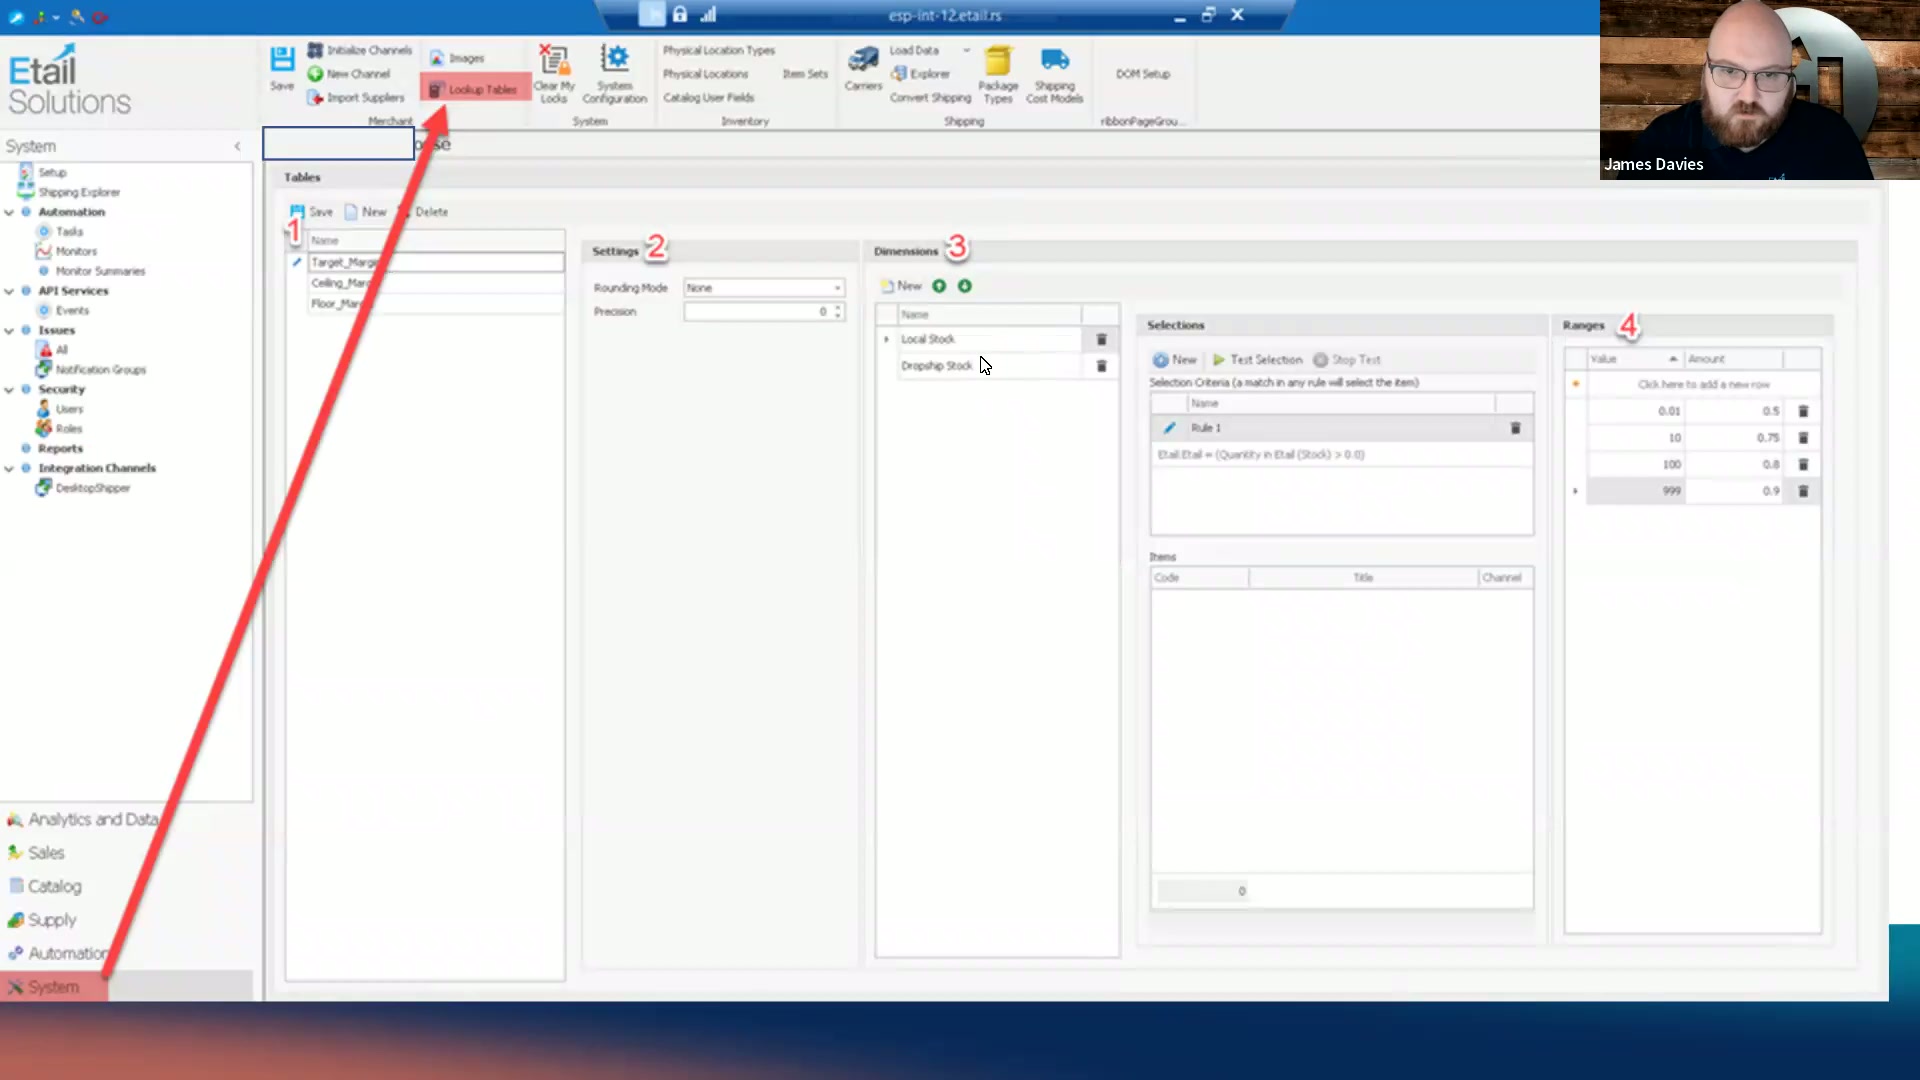 esp-int-12.etail.rs
Etail
Solutions
Save
Initialize Channels
New Channel
Import Suppliers
Images
Lookup Tables
Merchant
Clear My
Locks
System
Configuration
System
Physical Location Types
Physical Locations
Item Sets
Catalog User Fields
Inventory
Carriers
Load Data
Explorer
Convert Shipping
Package
Types
Shipping
Cost Models
Shipping
DOM Setup
ribbonPageGrou...
James Davies
System
Setup
Shipping Explorer
Automation
Tasks
Monitors
Monitor Summaries
API Services
Events
Issues
All
Notification Groups
Security
Users
Roles
Reports
Integration Channels
DesktopShipper
Analytics and Data
Sales
Catalog
Supply
Automation
System
Tables
Save
New
Delete
1
Name
Target_Margi
Ceiling_Mar
Floor_Mar
Settings 2
Rounding Mode None
Precision 0
Dimensions 3
New
Name
Local Stock
Dropship Stock
Selections
New
Test Selection
Stop Test
Selection Criteria (a match in any rule will select the item)
Name
Rule 1
Etail.Etail = (Quantity in Etail (Stock) > 0.0)
Items
Code Title Channel
0
Ranges 4
Value Amount
Click here to add a new row
0.01 0.5
10 0.75
100 0.8
999 0.9